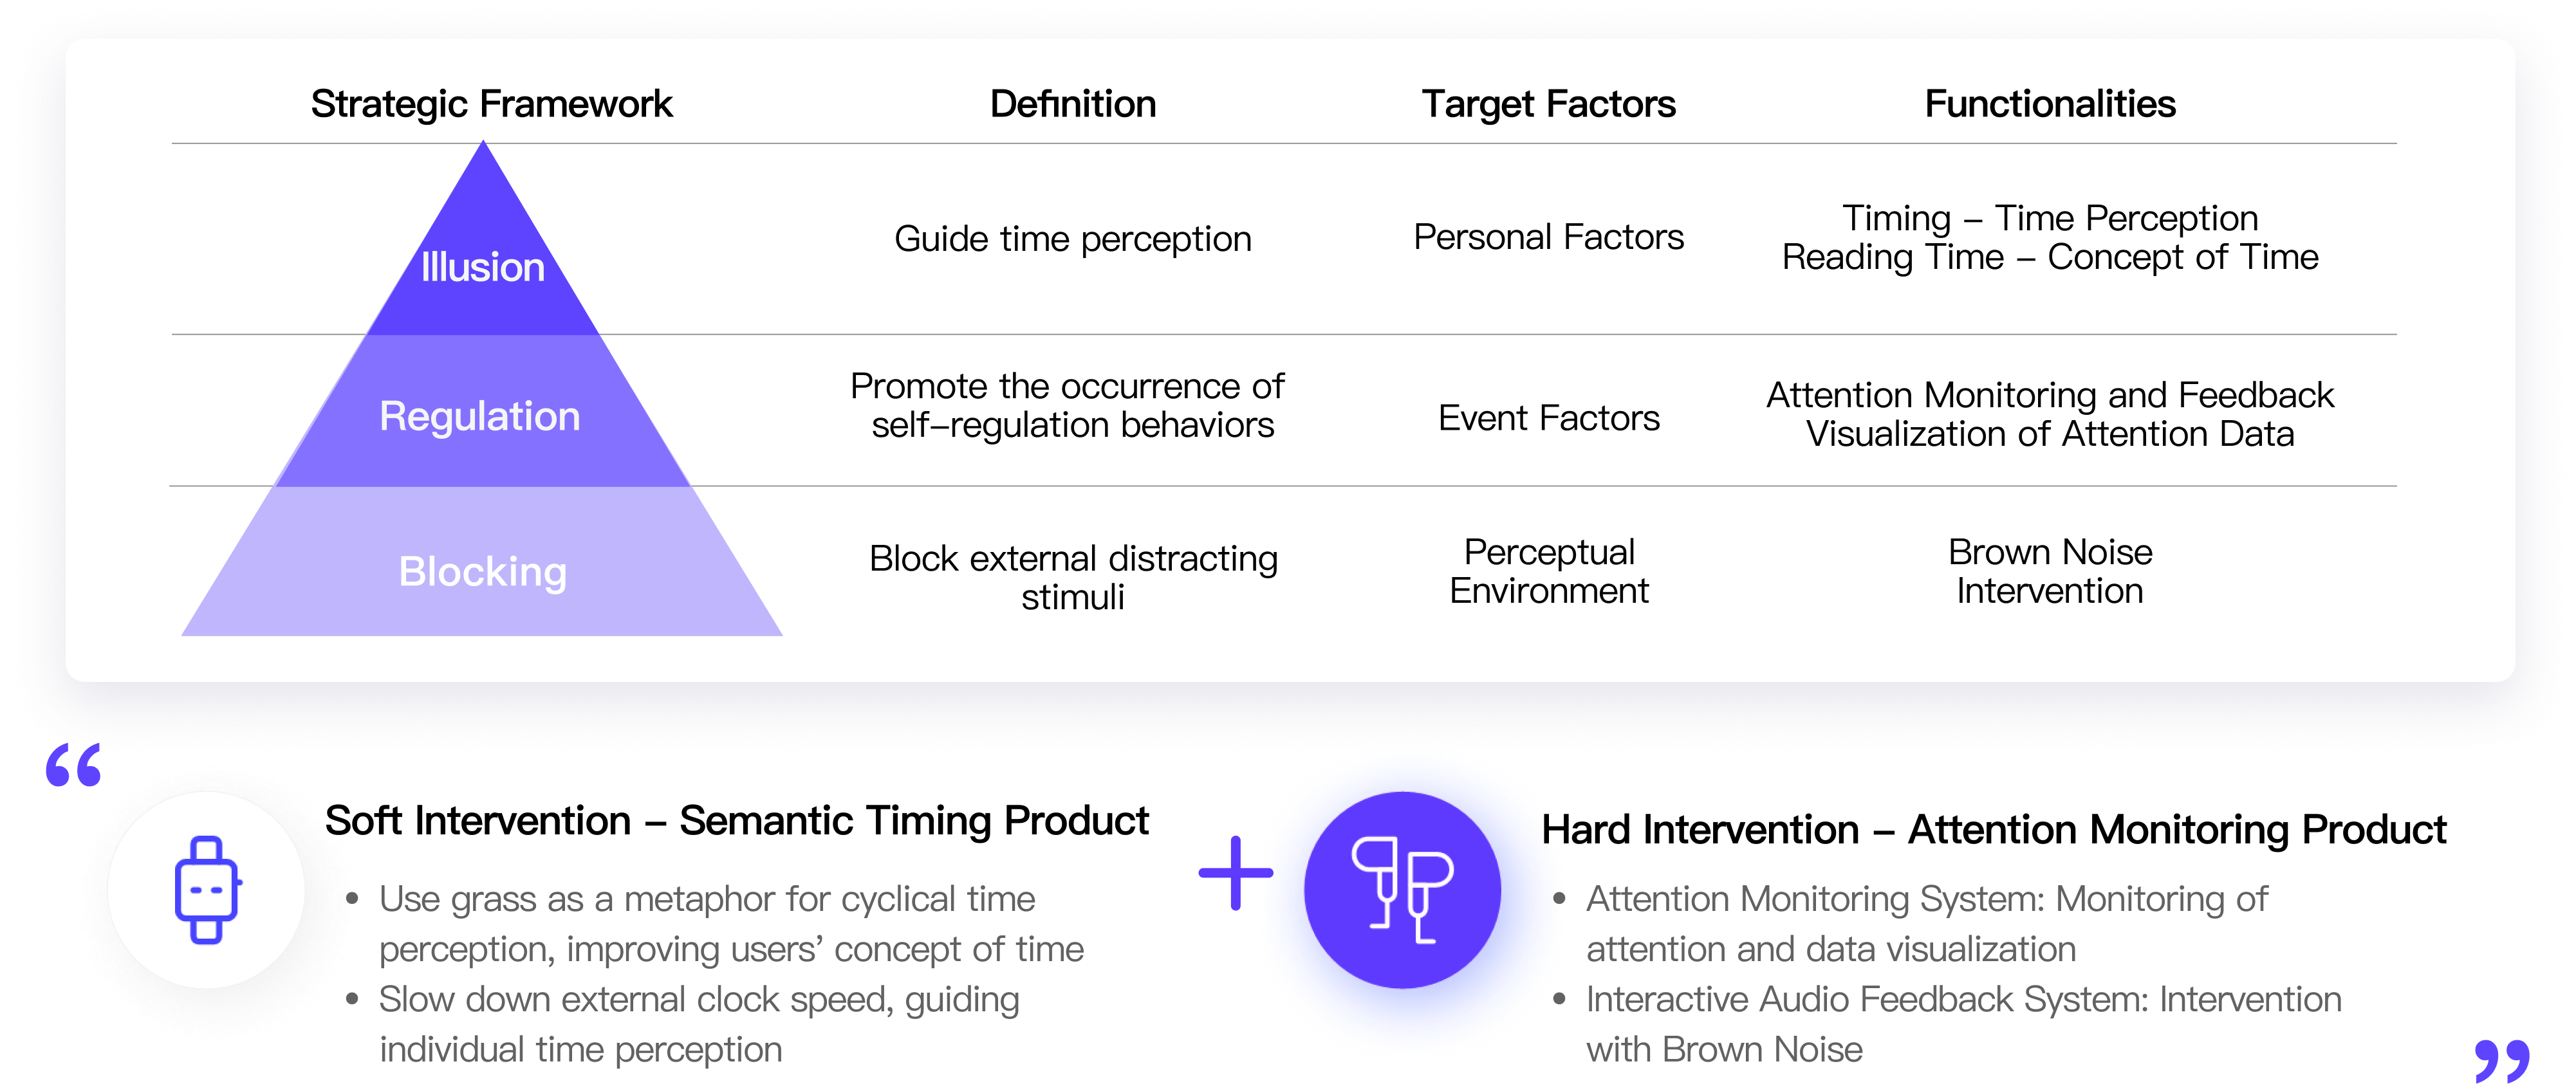 Strategic Framework
Definition
Target Factors
Functionalities
Illusion
Guide time perception
Personal Factors
Timing – Time Perception
Reading Time – Concept of Time
Regulation
Promote the occurrence of
self–regulation behaviors
Event Factors
Attention Monitoring and Feedback
Visualization of Attention Data
Blocking
Block external distracting
stimuli
Perceptual
Environment
Brown Noise
Intervention
“
Soft Intervention – Semantic Timing Product
• Use grass as a metaphor for cyclical time
perception, improving users’ concept of time
• Slow down external clock speed, guiding
individual time perception
+
Hard Intervention – Attention Monitoring Product
• Attention Monitoring System: Monitoring of
attention and data visualization
• Interactive Audio Feedback System: Intervention
with Brown Noise
”